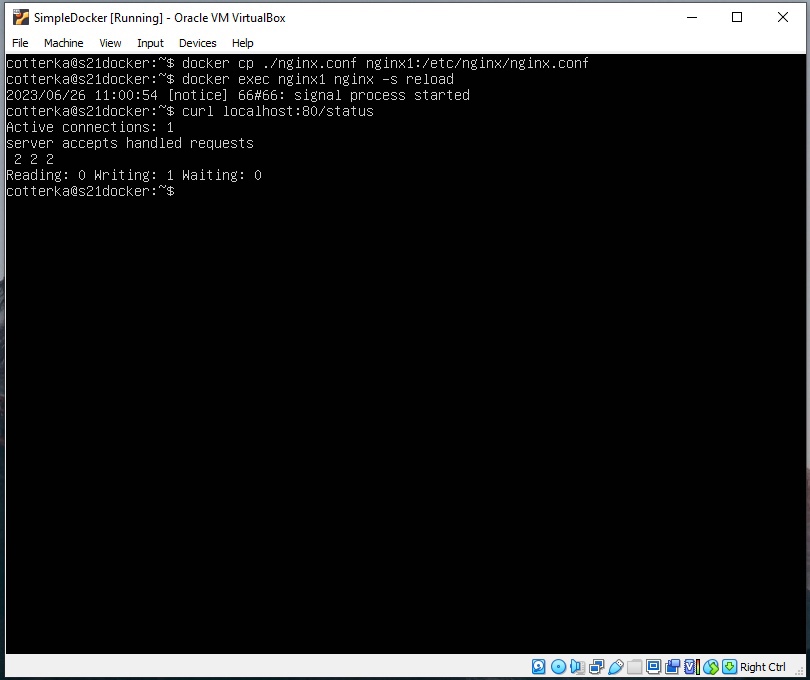 SimpleDocker [Running] - Oracle VM VirtualBox
File Machine View Input Devices Help
cotterka@s21docker:~$ docker cp ./nginx.conf nginx1:/etc/nginx/nginx.conf
cotterka@s21docker:~$ docker exec nginx1 nginx -s reload
2023/06/26 11:00:54 [notice] 66#66: signal process started
cotterka@s21docker:~$ curl localhost:80/status
Active connections: 1
server accepts handled requests
 2 2 2
Reading: 0 Writing: 1 Waiting: 0
cotterka@s21docker:~$
Right Ctrl